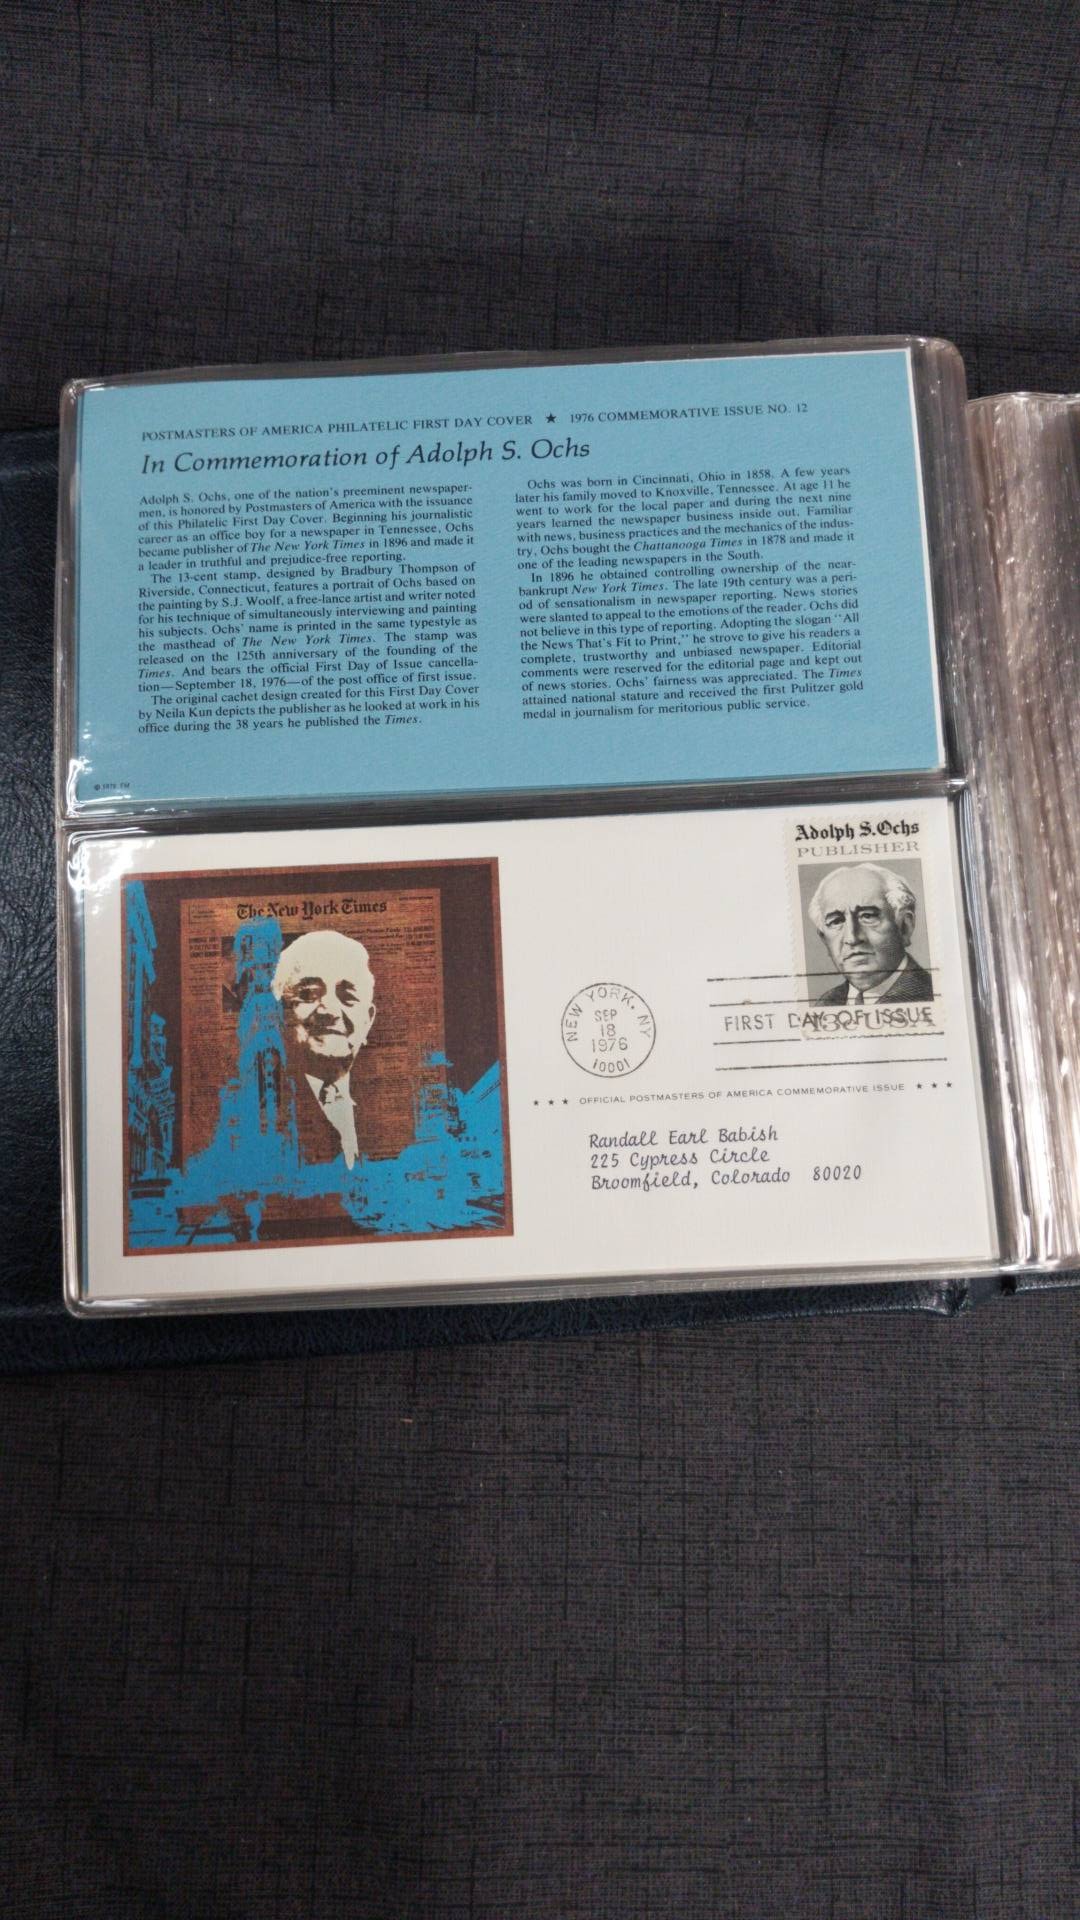 POSTMASTERS OF AMERICA PHILATELIC FIRST DAY COVER ★ 1976 COMMEMORATIVE ISSUE NO. 12
In Commemoration of Adolph S. Ochs
Adolph S. Ochs, one of the nation's preeminent newspaper-
men, is honored by Postmasters of America with the issuance
of this Philatelic First Day Cover. Beginning his journalistic
career as an office boy for a newspaper in Tennessee, Ochs
became publisher of The New York Times in 1896 and made it
a leader in truthful and prejudice-free reporting.
The 13-cent stamp, designed by Bradbury Thompson of
Riverside, Connecticut, features a portrait of Ochs based on
the painting by S.J. Woolf, a free-lance artist and writer noted
for his technique of simultaneously interviewing and painting
his subjects. Ochs' name is printed in the same typestyle as
the masthead of The New York Times. The stamp was
released on the 125th anniversary of the founding of the
Times. And bears the official First Day of Issue cancella-
tion—September 18, 1976—of the post office of first issue.
The original cachet design created for this First Day Cover
by Neila Kun depicts the publisher as he looked at work in his
office during the 38 years he published the Times.
Ochs was born in Cincinnati, Ohio in 1858. A few years
later his family moved to Knoxville, Tennessee. At age 11 he
went to work for the local paper and during the next nine
years learned the newspaper business inside out. Familiar
with news, business practices and the mechanics of the indus-
try, Ochs bought the Chattanooga Times in 1878 and made it
one of the leading newspapers in the South.
In 1896 he obtained controlling ownership of the near-
bankrupt New York Times. The late 19th century was a peri-
od of sensationalism in newspaper reporting. News stories
were slanted to appeal to the emotions of the reader. Ochs did
not believe in this type of reporting. Adopting the slogan "All
the News That's Fit to Print," he strove to give his readers a
complete, trustworthy and unbiased newspaper. Editorial
comments were reserved for the editorial page and kept out
of news stories. Ochs' fairness was appreciated. The Times
attained national stature and received the first Pulitzer gold
medal in journalism for meritorious public service.
The New York Times
Adolph S. Ochs
PUBLISHER
13c USA
NEW YORK, NY
SEP
18
1976
10001
FIRST DAY OF ISSUE
★ ★ ★ OFFICIAL POSTMASTERS OF AMERICA COMMEMORATIVE ISSUE ★ ★ ★
Randall Earl Babish
225 Cypress Circle
Broomfield, Colorado 80020